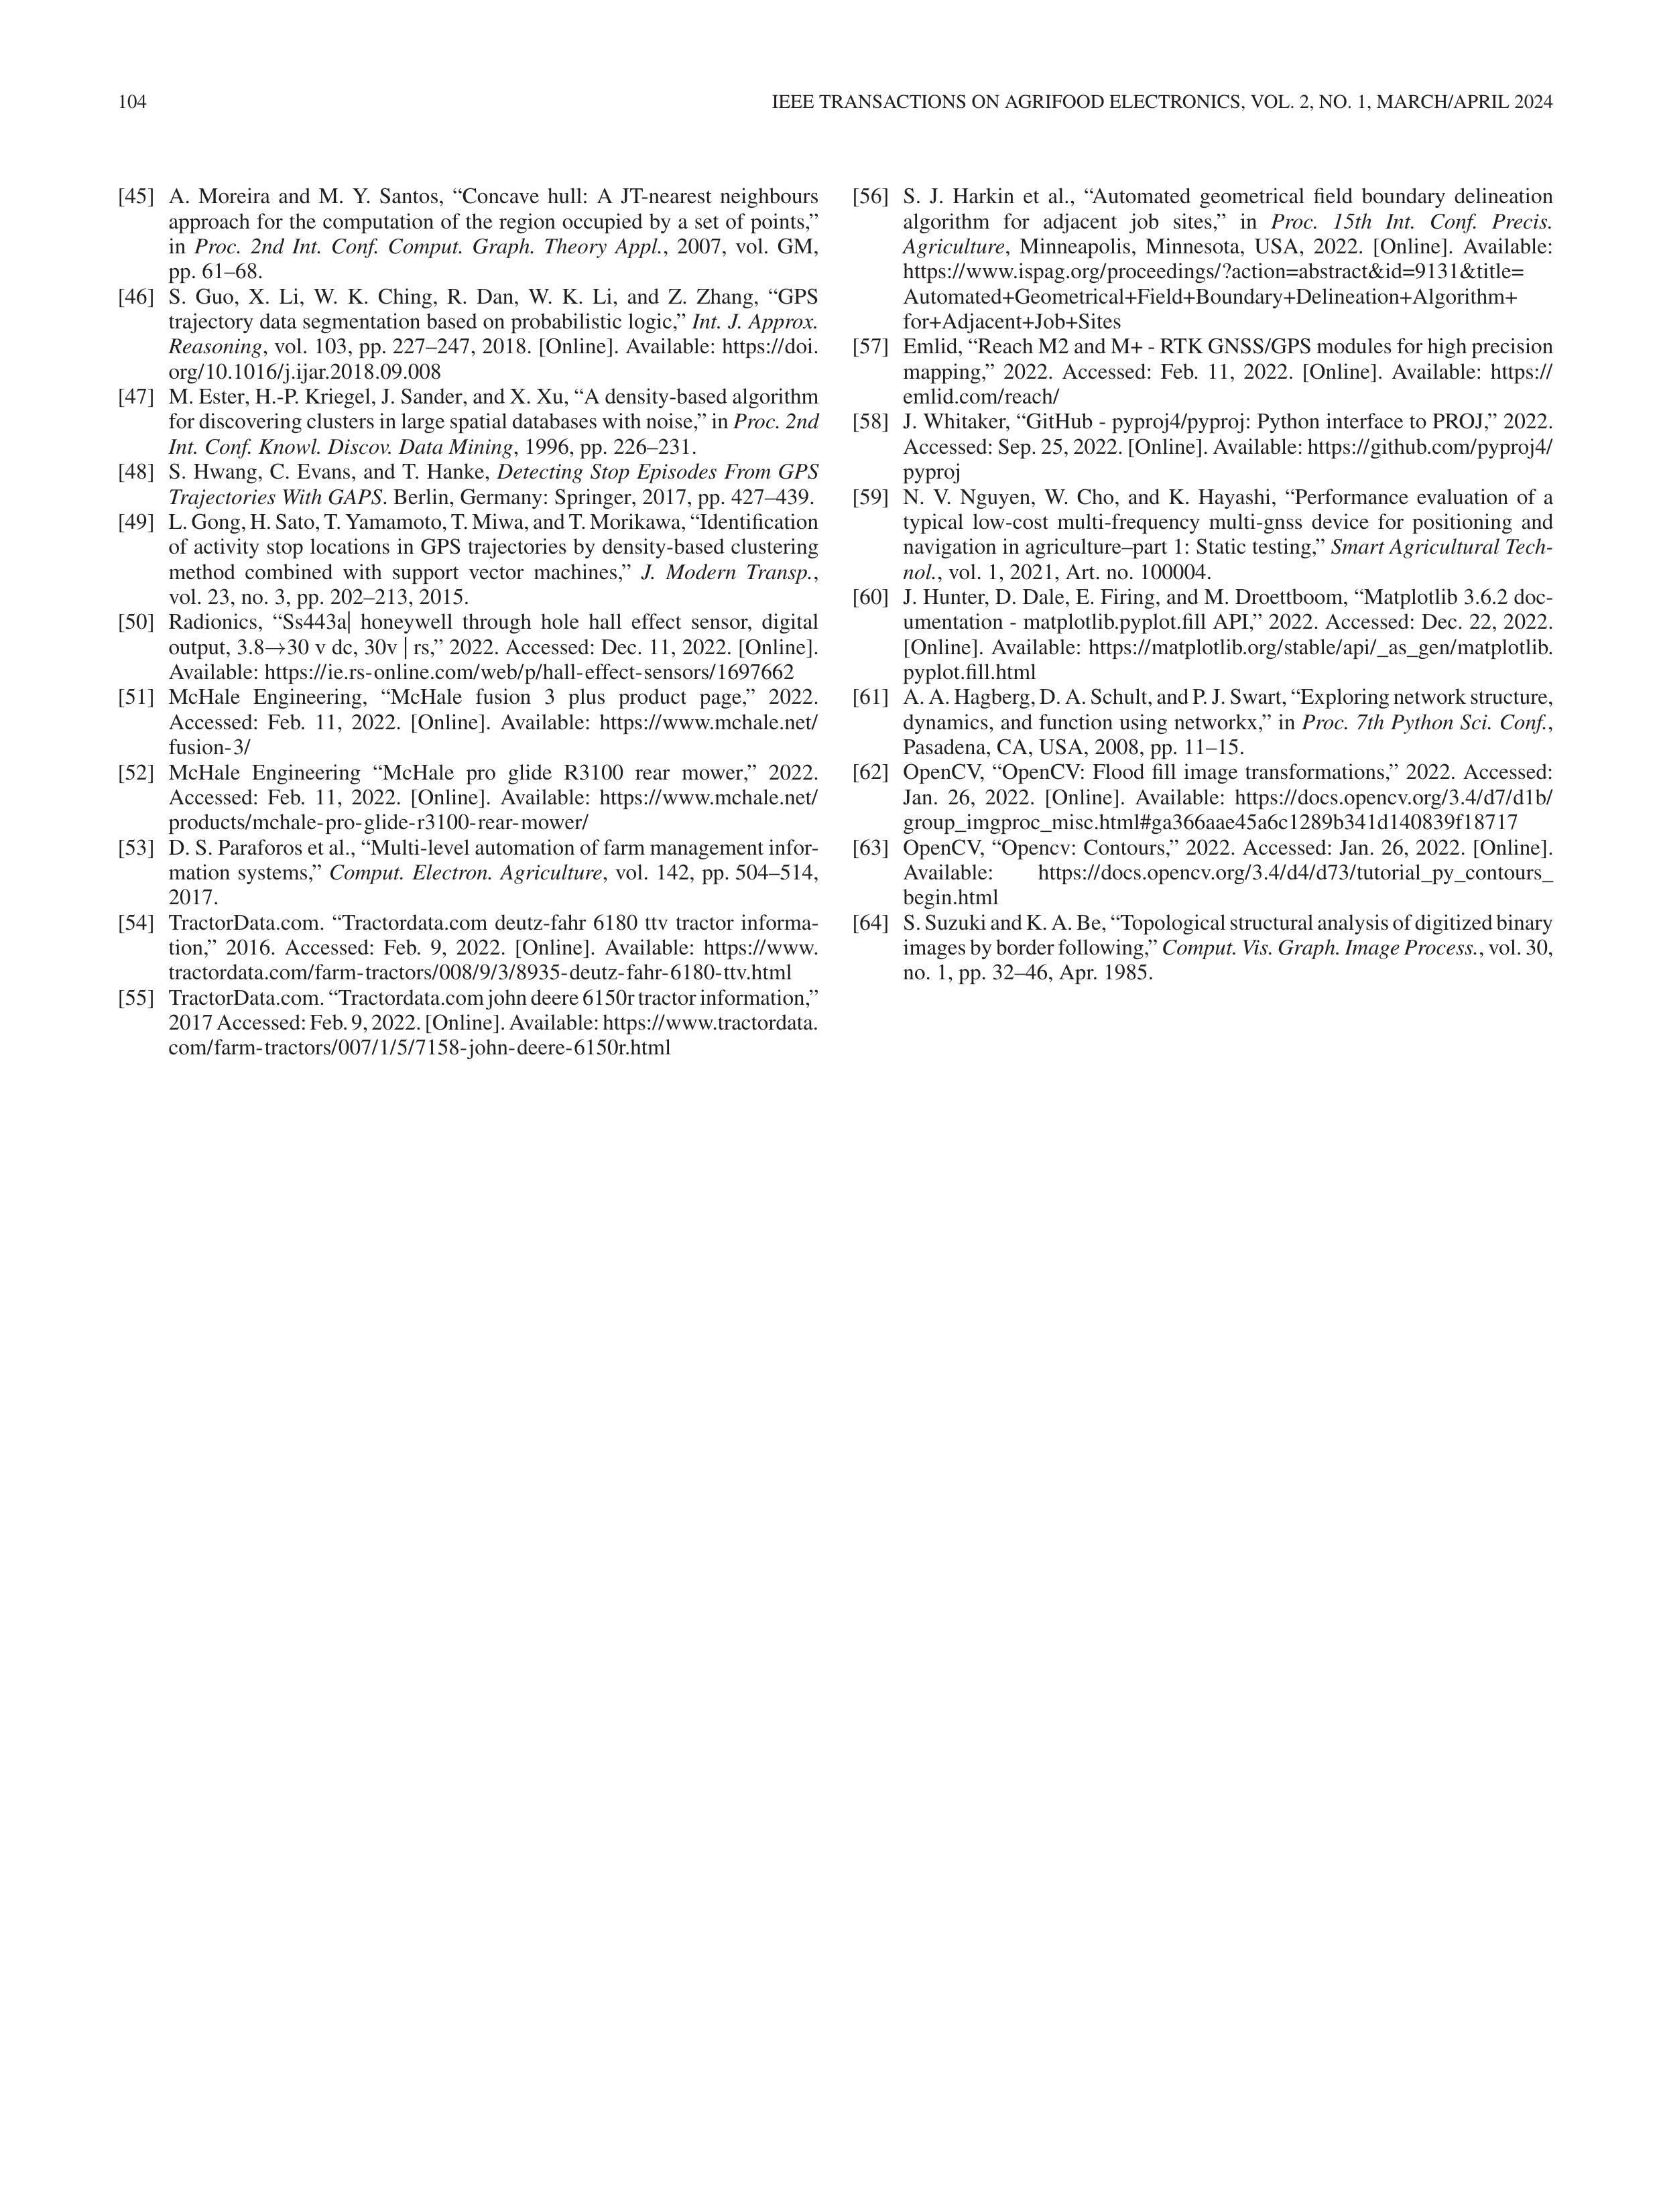 104
IEEE TRANSACTIONS ON AGRIFOOD ELECTRONICS, VOL. 2, NO. 1, MARCH/APRIL 2024
[45] A. Moreira and M. Y. Santos, “Concave hull: A JT-nearest neighbours
approach for the computation of the region occupied by a set of points,”
in Proc. 2nd Int. Conf. Comput. Graph. Theory Appl., 2007, vol. GM,
pp. 61–68.
[46] S. Guo, X. Li, W. K. Ching, R. Dan, W. K. Li, and Z. Zhang, “GPS
trajectory data segmentation based on probabilistic logic,” Int. J. Approx.
Reasoning, vol. 103, pp. 227–247, 2018. [Online]. Available: https://doi.
org/10.1016/j.ijar.2018.09.008
[47] M. Ester, H.-P. Kriegel, J. Sander, and X. Xu, “A density-based algorithm
for discovering clusters in large spatial databases with noise,” in Proc. 2nd
Int. Conf. Knowl. Discov. Data Mining, 1996, pp. 226–231.
[48] S. Hwang, C. Evans, and T. Hanke, Detecting Stop Episodes From GPS
Trajectories With GAPS. Berlin, Germany: Springer, 2017, pp. 427–439.
[49] L. Gong, H. Sato, T. Yamamoto, T. Miwa, and T. Morikawa, “Identification
of activity stop locations in GPS trajectories by density-based clustering
method combined with support vector machines,” J. Modern Transp.,
vol. 23, no. 3, pp. 202–213, 2015.
[50] Radionics, “Ss443a| honeywell through hole hall effect sensor, digital
output, 3.8→30 v dc, 30v | rs,” 2022. Accessed: Dec. 11, 2022. [Online].
Available: https://ie.rs-online.com/web/p/hall-effect-sensors/1697662
[51] McHale Engineering, “McHale fusion 3 plus product page,” 2022.
Accessed: Feb. 11, 2022. [Online]. Available: https://www.mchale.net/
fusion-3/
[52] McHale Engineering “McHale pro glide R3100 rear mower,” 2022.
Accessed: Feb. 11, 2022. [Online]. Available: https://www.mchale.net/
products/mchale-pro-glide-r3100-rear-mower/
[53] D. S. Paraforos et al., “Multi-level automation of farm management infor-
mation systems,” Comput. Electron. Agriculture, vol. 142, pp. 504–514,
2017.
[54] TractorData.com. “Tractordata.com deutz-fahr 6180 ttv tractor informa-
tion,” 2016. Accessed: Feb. 9, 2022. [Online]. Available: https://www.
tractordata.com/farm-tractors/008/9/3/8935-deutz-fahr-6180-ttv.html
[55] TractorData.com. “Tractordata.com john deere 6150r tractor information,”
2017 Accessed: Feb. 9, 2022. [Online]. Available: https://www.tractordata.
com/farm-tractors/007/1/5/7158-john-deere-6150r.html
[56] S. J. Harkin et al., “Automated geometrical field boundary delineation
algorithm for adjacent job sites,” in Proc. 15th Int. Conf. Precis.
Agriculture, Minneapolis, Minnesota, USA, 2022. [Online]. Available:
https://www.ispag.org/proceedings/?action=abstract&id=9131&title=
Automated+Geometrical+Field+Boundary+Delineation+Algorithm+
for+Adjacent+Job+Sites
[57] Emlid, “Reach M2 and M+ - RTK GNSS/GPS modules for high precision
mapping,” 2022. Accessed: Feb. 11, 2022. [Online]. Available: https://
emlid.com/reach/
[58] J. Whitaker, “GitHub - pyproj4/pyproj: Python interface to PROJ,” 2022.
Accessed: Sep. 25, 2022. [Online]. Available: https://github.com/pyproj4/
pyproj
[59] N. V. Nguyen, W. Cho, and K. Hayashi, “Performance evaluation of a
typical low-cost multi-frequency multi-gnss device for positioning and
navigation in agriculture–part 1: Static testing,” Smart Agricultural Tech-
nol., vol. 1, 2021, Art. no. 100004.
[60] J. Hunter, D. Dale, E. Firing, and M. Droettboom, “Matplotlib 3.6.2 doc-
umentation - matplotlib.pyplot.fill API,” 2022. Accessed: Dec. 22, 2022.
[Online]. Available: https://matplotlib.org/stable/api/_as_gen/matplotlib.
pyplot.fill.html
[61] A. A. Hagberg, D. A. Schult, and P. J. Swart, “Exploring network structure,
dynamics, and function using networkx,” in Proc. 7th Python Sci. Conf.,
Pasadena, CA, USA, 2008, pp. 11–15.
[62] OpenCV, “OpenCV: Flood fill image transformations,” 2022. Accessed:
Jan. 26, 2022. [Online]. Available: https://docs.opencv.org/3.4/d7/d1b/
group_imgproc_misc.html#ga366aae45a6c1289b341d140839f18717
[63] OpenCV, “Opencv: Contours,” 2022. Accessed: Jan. 26, 2022. [Online].
Available: https://docs.opencv.org/3.4/d4/d73/tutorial_py_contours_
begin.html
[64] S. Suzuki and K. A. Be, “Topological structural analysis of digitized binary
images by border following,” Comput. Vis. Graph. Image Process., vol. 30,
no. 1, pp. 32–46, Apr. 1985.